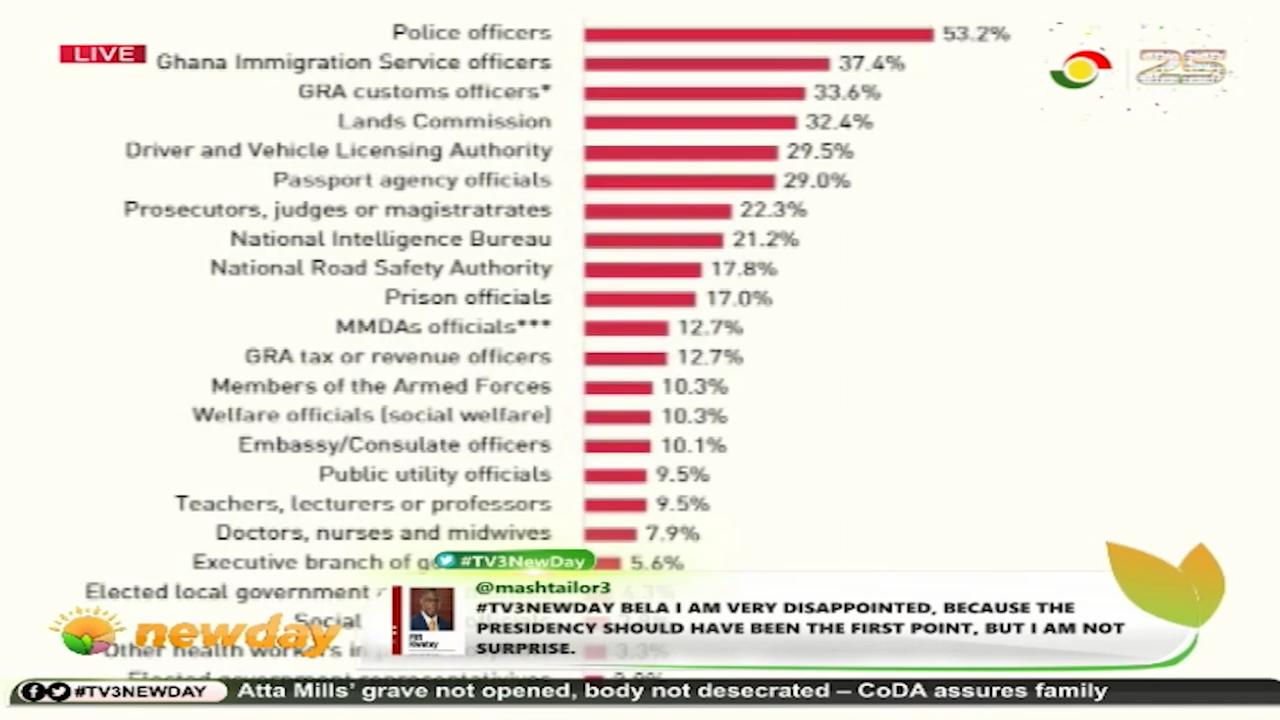 Police officers 53.2%
LIVE
Ghana Immigration Service officers 37.4%
25
GRA customs officers* 33.6%
Lands Commission 32.4%
Driver and Vehicle Licensing Authority 29.5%
Passport agency officials 29.0%
Prosecutors, judges or magistratrates 22.3%
National Intelligence Bureau 21.2%
National Road Safety Authority 17.8%
Prison officials 17.0%
MMDAs officials*** 12.7%
GRA tax or revenue officers 12.7%
Members of the Armed Forces 10.3%
Welfare officials (social welfare) 10.3%
Embassy/Consulate officers 10.1%
Public utility officials 9.5%
Teachers, lecturers or professors 9.5%
Doctors, nurses and midwives 7.9%
Executive branch of 5.6%
#TV3NewDay
Elected local government
@mashtailor3
#TV3NEWDAY BELA I AM VERY DISAPPOINTED, BECAUSE THE
PRESIDENCY SHOULD HAVE BEEN THE FIRST POINT, BUT I AM NOT
SURPRISE.
Social
newday
Other health workers in 3.3%
#TV3NEWDAY
Atta Mills' grave not opened, body not desecrated – CoDA assures family